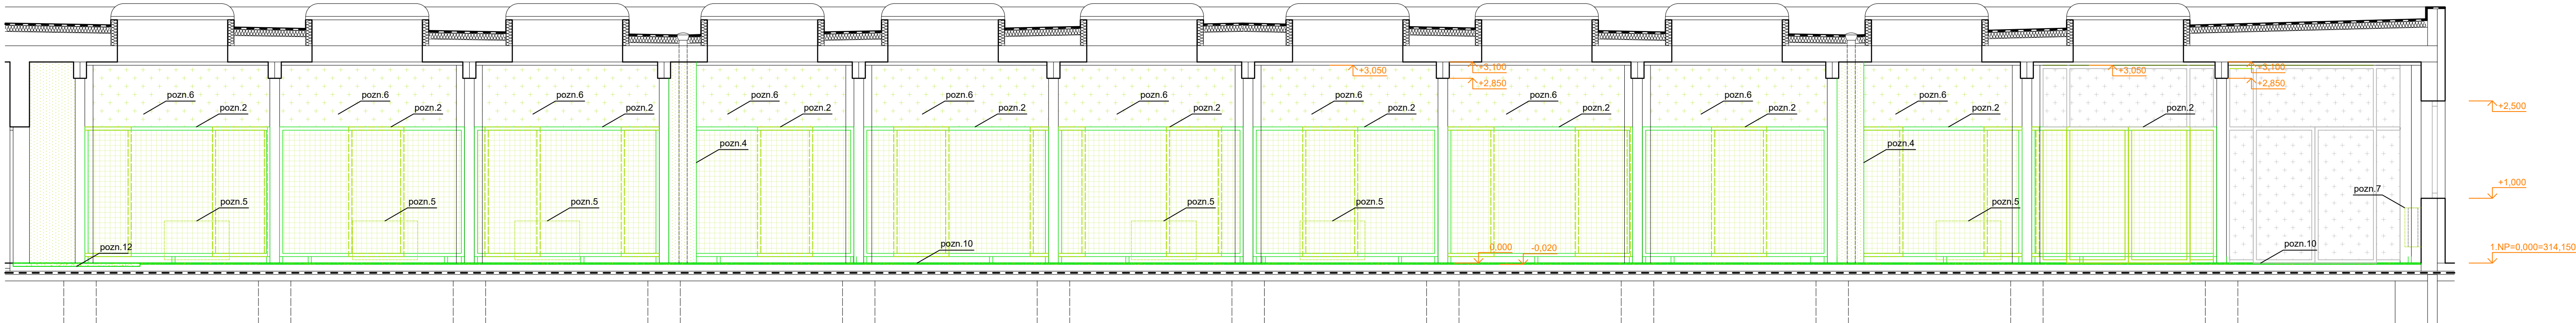 +3,050 +3,100 +3,050 +3,100
+2,850 +2,850
pozn.6 pozn.6 pozn.6 pozn.6 pozn.6 pozn.6 pozn.6 pozn.6 pozn.6 pozn.6
pozn.2 pozn.2 pozn.2 pozn.2 pozn.2 pozn.2 pozn.2 pozn.2 pozn.2 pozn.2 pozn.2 +2,500
pozn.4 pozn.4
+1,000
pozn.7
pozn.5 pozn.5 pozn.5 pozn.5 pozn.5 pozn.5
pozn.12 pozn.10 0,000 -0,020 pozn.10 1.NP=0,000=314,150